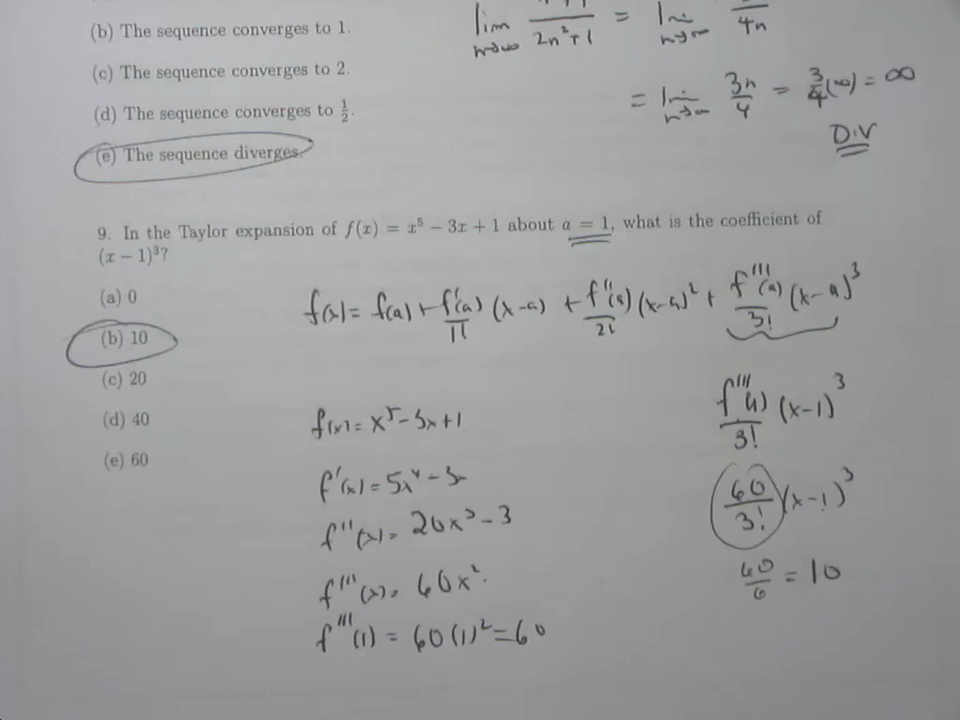 (b) The sequence converges to 1.
(c) The sequence converges to 2.
(d) The sequence converges to 1/2.
(e) The sequence diverges.
lim n→∞ 2n²+1 = lim n→∞ 4n
= lim n→∞ 3n/4 = 3/4(∞) = ∞
DIV
9. In the Taylor expansion of f(x) = x⁵ − 3x + 1 about a = 1, what is the coefficient of
(x − 1)³?
(a) 0
(b) 10
(c) 20
(d) 40
(e) 60
f(x) = f(a) + f'(a)/1! (x-a) + f''(a)/2! (x-a)² + f'''(a)/3! (x-a)³
f(x) = x⁵-3x+1
f'(x) = 5x⁴-3x
f''(x) = 20x³-3
f'''(x) = 60x².
f'''(1) = 60(1)² = 60
f'''(1)/3! (x-1)³
60/3! (x-1)³
60/6 = 10